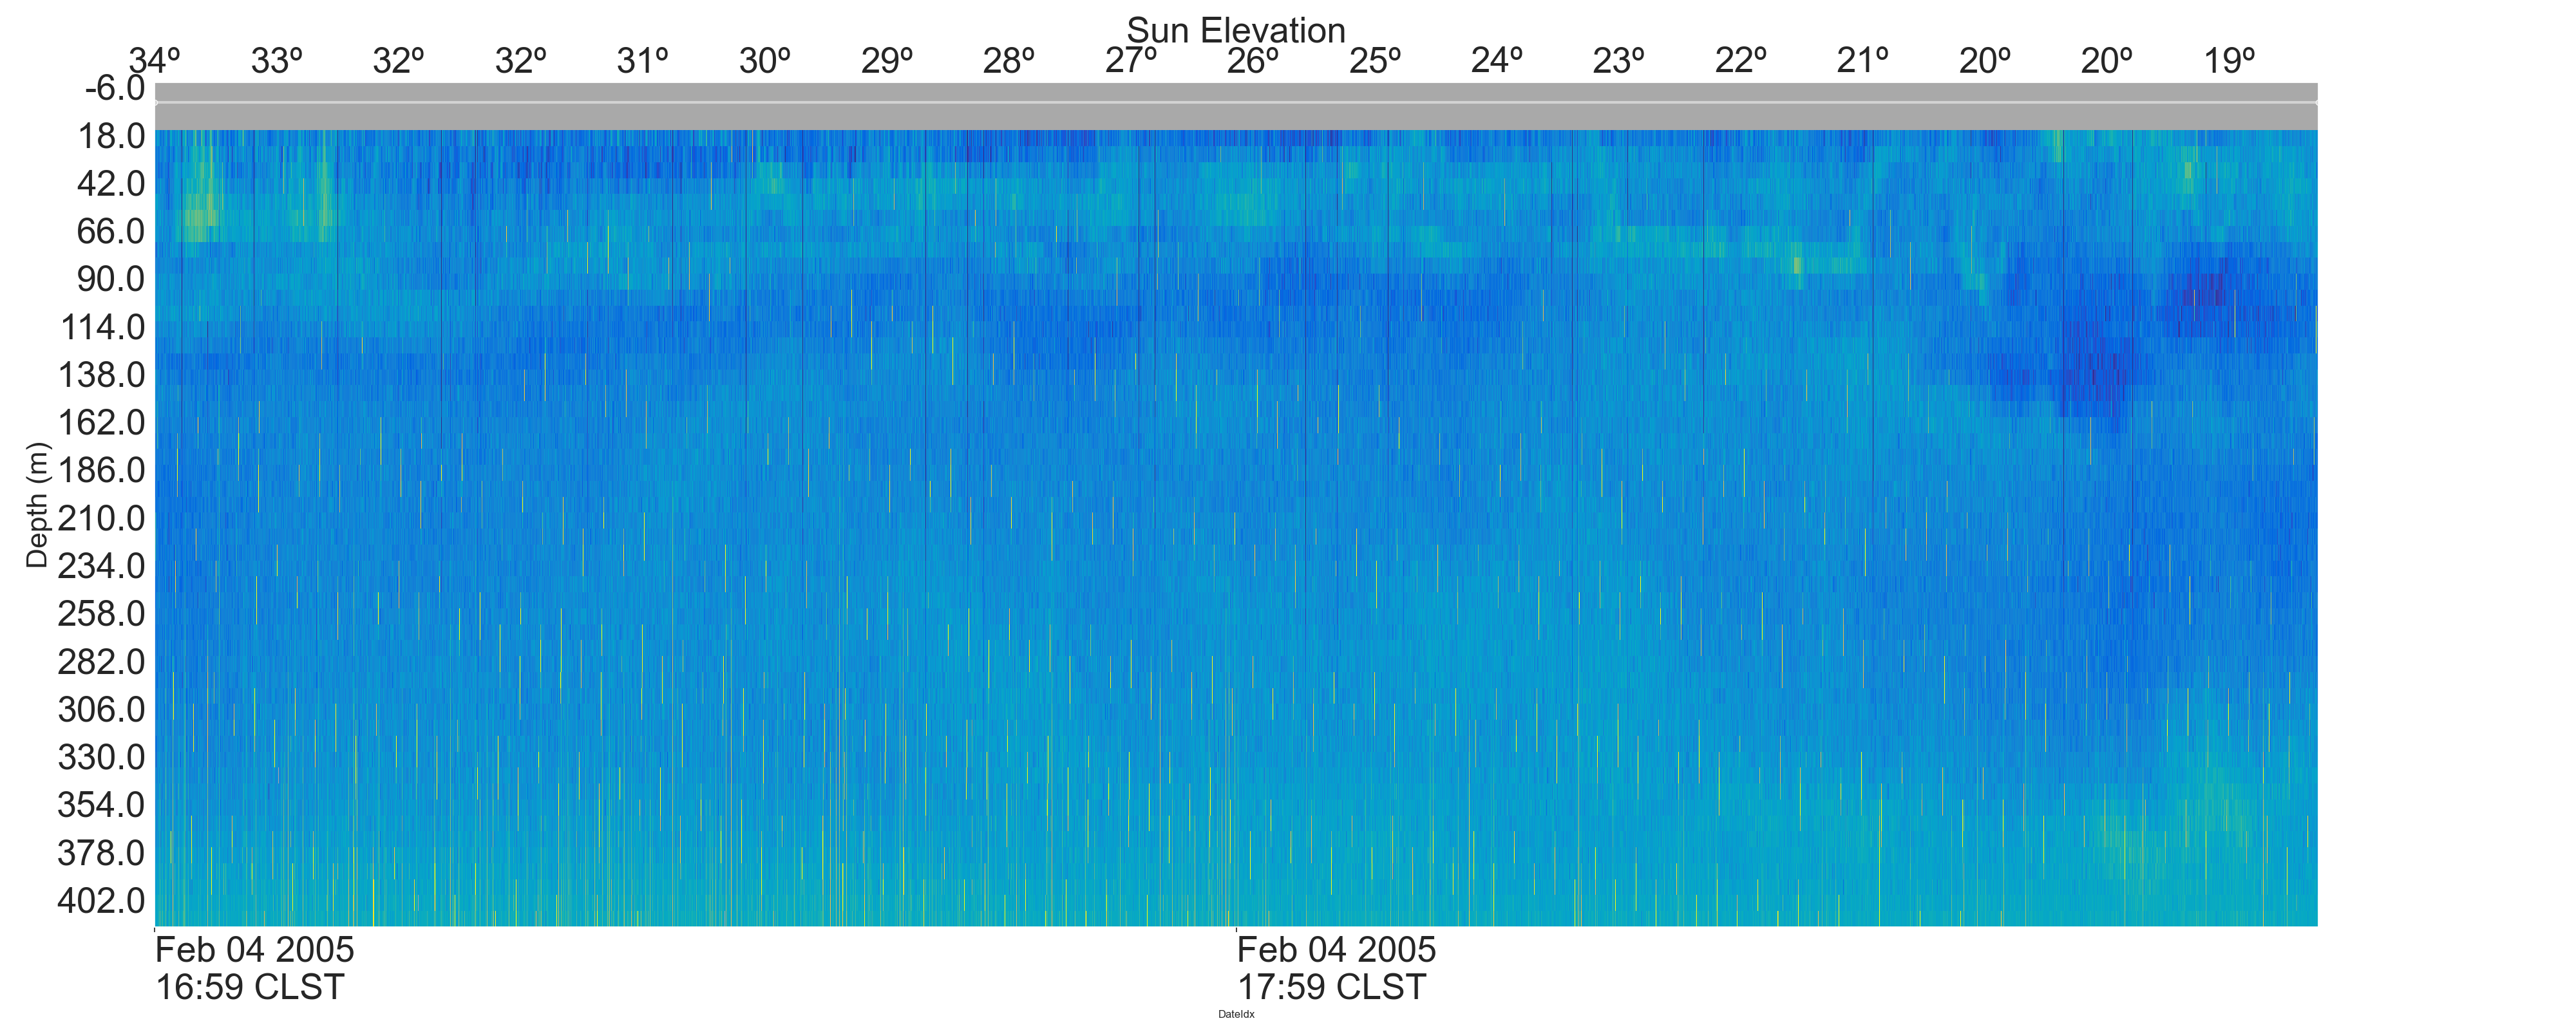 Sun Elevation
34º 33º 32º 32º 31º 30º 29º 28º 27º 26º 25º 24º 23º 22º 21º 20º 20º 19º
-6.0
18.0
42.0
66.0
90.0
114.0
138.0
162.0
186.0
210.0
234.0
258.0
282.0
306.0
330.0
354.0
378.0
402.0
Depth (m)
Feb 04 2005
16:59 CLST
Feb 04 2005
17:59 CLST
DateIdx